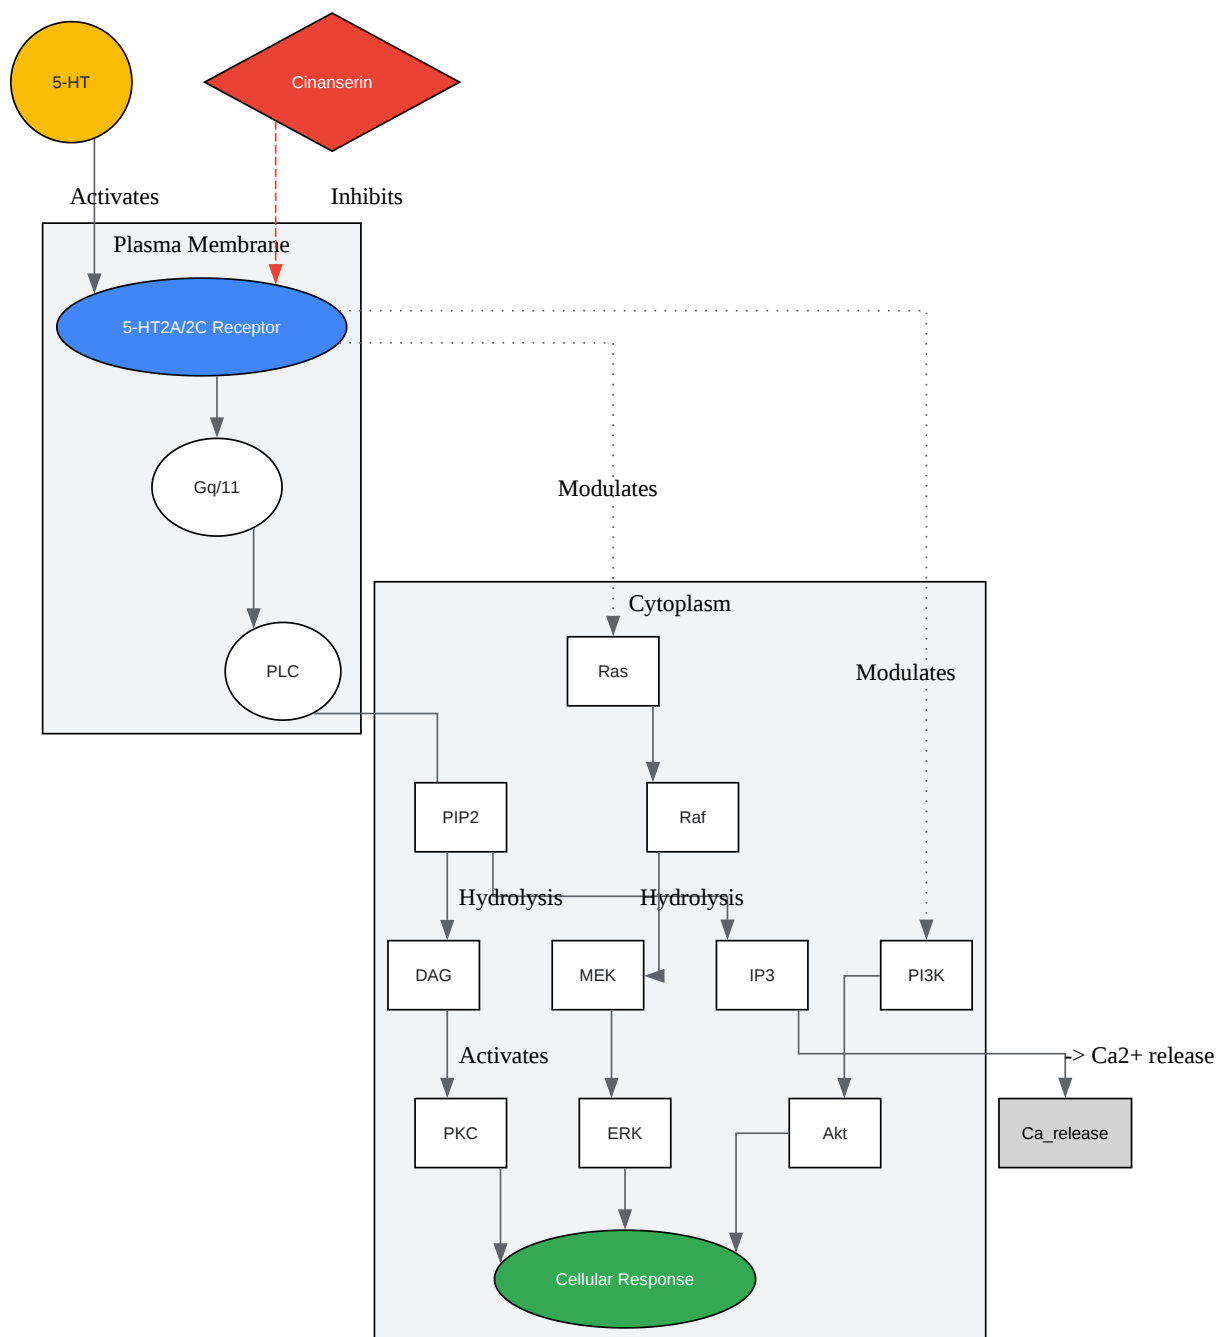 5-HT
Cinanserin
Activates
Inhibits
Plasma Membrane
5-HT2A/2C Receptor
Gq/11
Modulates
Cytoplasm
PLC
Ras
Modulates
PIP2
Raf
Hydrolysis
Hydrolysis
DAG
MEK
IP3
PI3K
Activates
-> Ca2+ release
PKC
ERK
Akt
Ca_release
Cellular Response